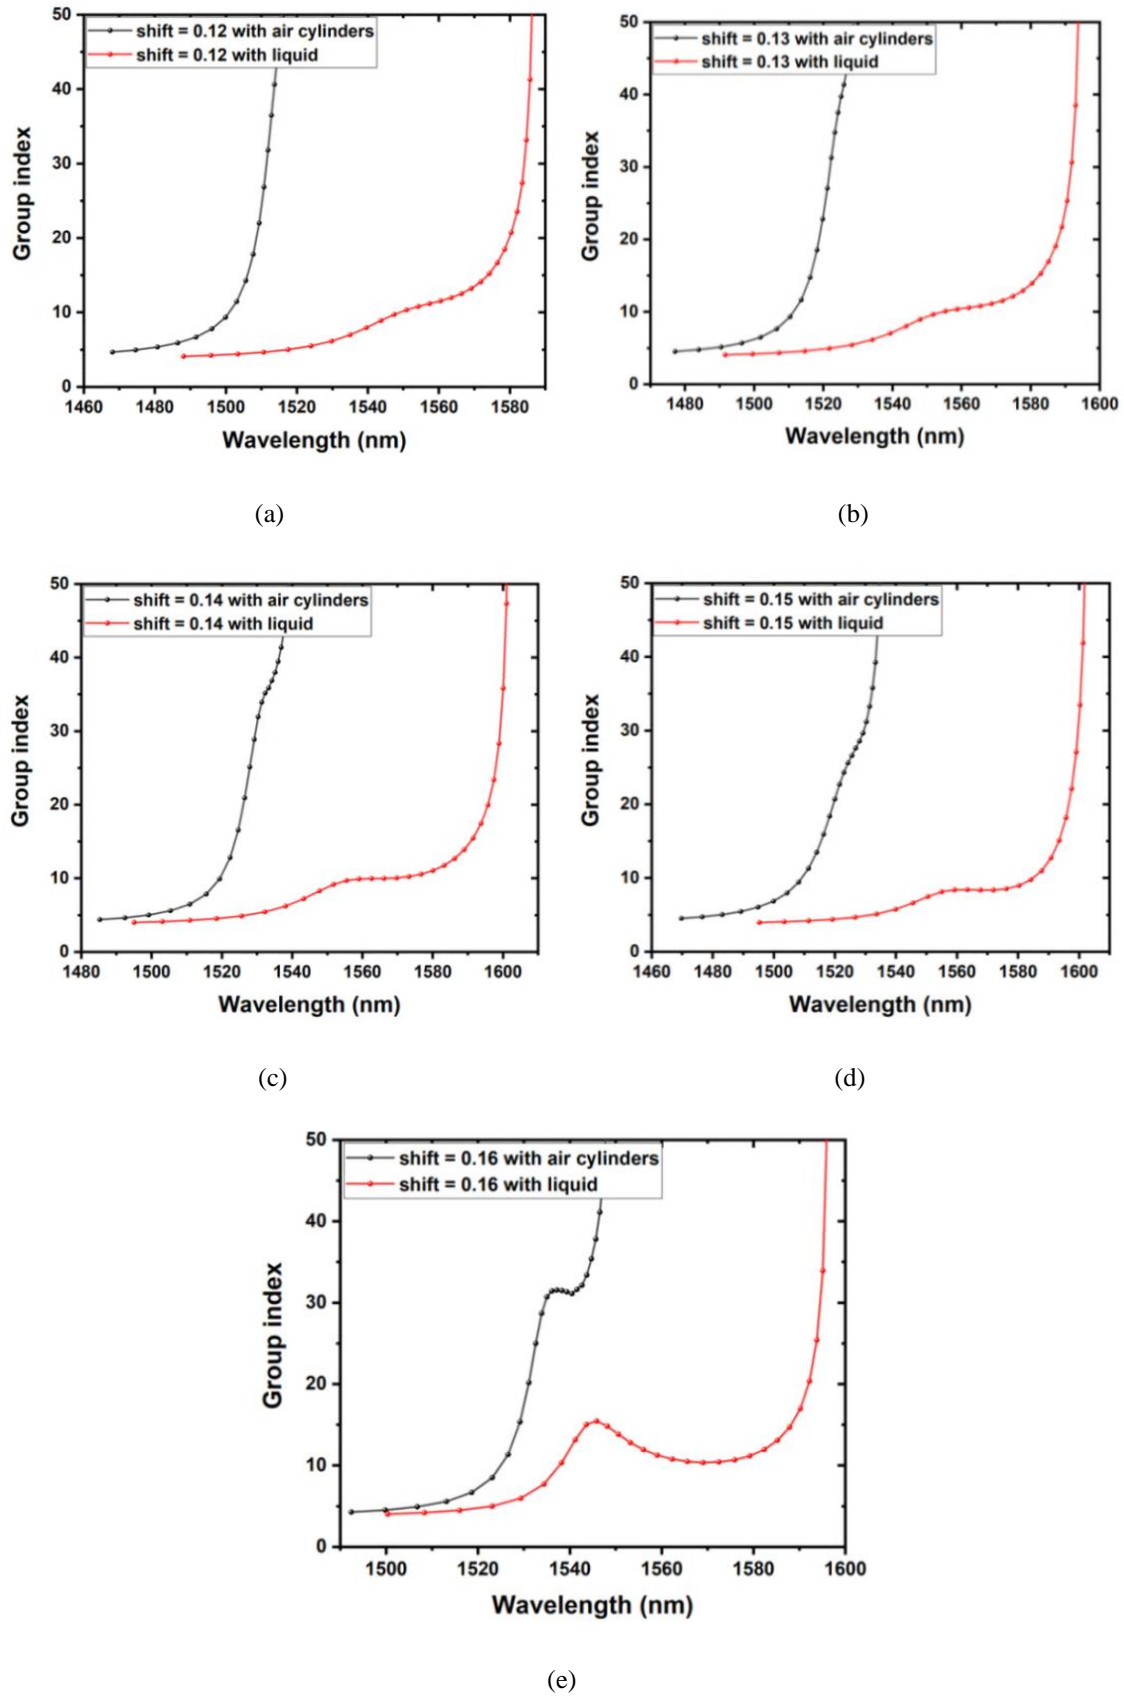 shift = 0.12 with air cylinders
shift = 0.12 with liquid
50
40
30
20
10
0
Group index
1460 1480 1500 1520 1540 1560 1580
Wavelength (nm)
(a)
shift = 0.13 with air cylinders
shift = 0.13 with liquid
50
40
30
20
10
0
Group index
1480 1500 1520 1540 1560 1580 1600
Wavelength (nm)
(b)
shift = 0.14 with air cylinders
shift = 0.14 with liquid
50
40
30
20
10
0
Group index
1480 1500 1520 1540 1560 1580 1600
Wavelength (nm)
(c)
shift = 0.15 with air cylinders
shift = 0.15 with liquid
50
40
30
20
10
0
Group index
1460 1480 1500 1520 1540 1560 1580 1600
Wavelength (nm)
(d)
shift = 0.16 with air cylinders
shift = 0.16 with liquid
50
40
30
20
10
0
Group index
1500 1520 1540 1560 1580 1600
Wavelength (nm)
(e)